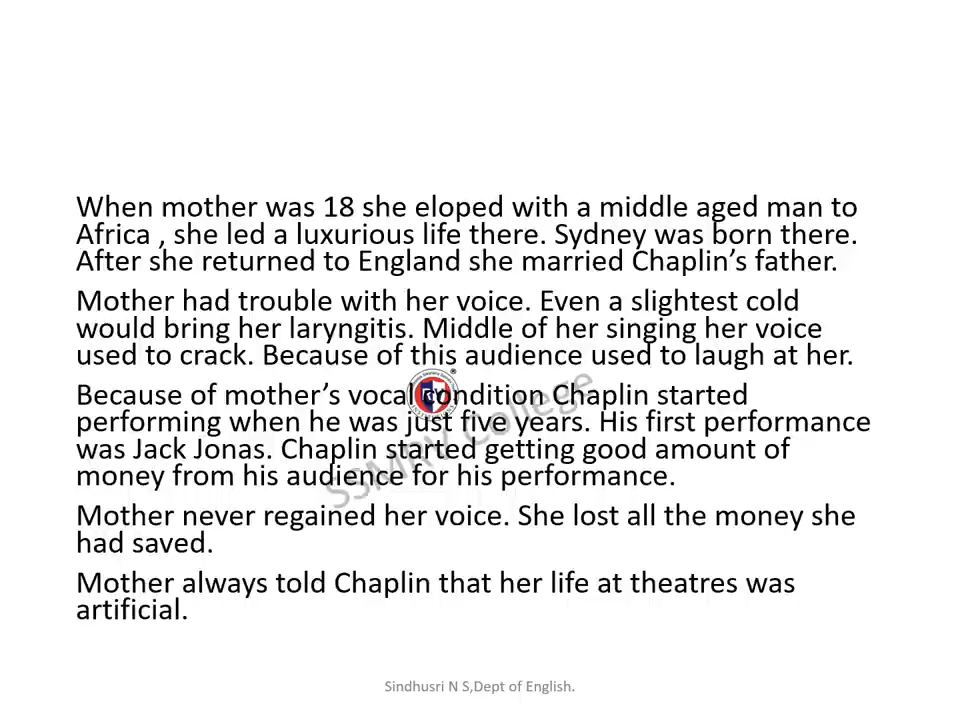 When mother was 18 she eloped with a middle aged man to
Africa , she led a luxurious life there. Sydney was born there.
After she returned to England she married Chaplin’s father.
Mother had trouble with her voice. Even a slightest cold
would bring her laryngitis. Middle of her singing her voice
used to crack. Because of this audience used to laugh at her.
Because of mother’s vocal condition Chaplin started
performing when he was just five years. His first performance
was Jack Jonas. Chaplin started getting good amount of
money from his audience for his performance.
Mother never regained her voice. She lost all the money she
had saved.
Mother always told Chaplin that her life at theatres was
artificial.
SSMRV College
RV
Sindhusri N S,Dept of English.